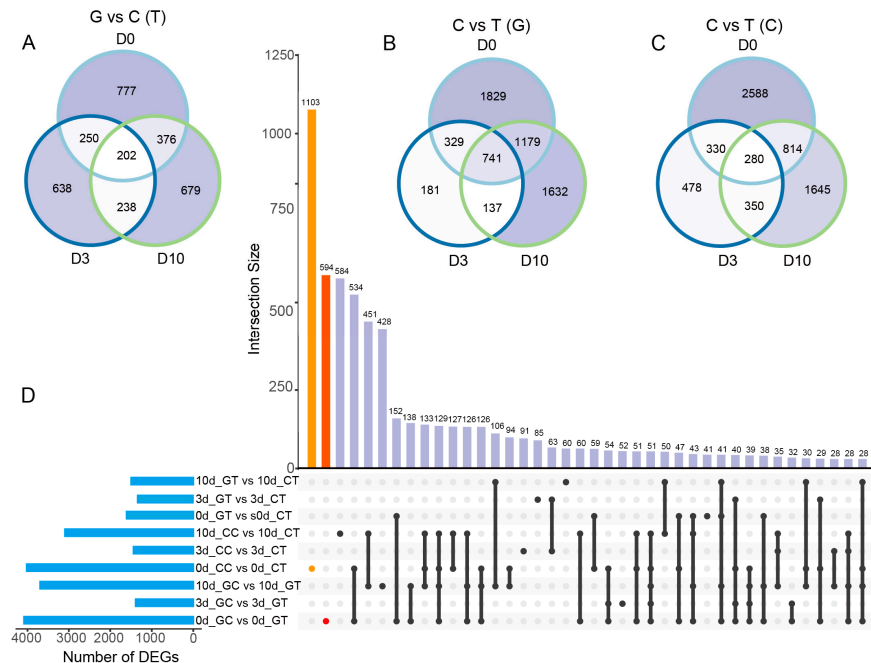 G vs C (T)
A
D0
777
250
376
202
638
679
238
D3
D10
B
C vs T (G)
D0
1829
329
1179
741
181
1632
137
D3
D10
C
C vs T (C)
D0
2588
330
814
280
478
1645
350
D3
D10
D
Intersection Size
1250
1000
750
500
250
0
1103
594
584
534
451
428
152
138
133
129
127
126
126
106
94
91
85
63
60
60
59
54
52
51
51
50
47
43
41
41
40
39
38
35
32
30
29
28
28
28
10d_GT vs 10d_CT
3d_GT vs 3d_CT
0d_GT vs s0d_CT
10d_CC vs 10d_CT
3d_CC vs 3d_CT
0d_CC vs 0d_CT
10d_GC vs 10d_GT
3d_GC vs 3d_GT
0d_GC vs 0d_GT
4000 3000 2000 1000 0
Number of DEGs